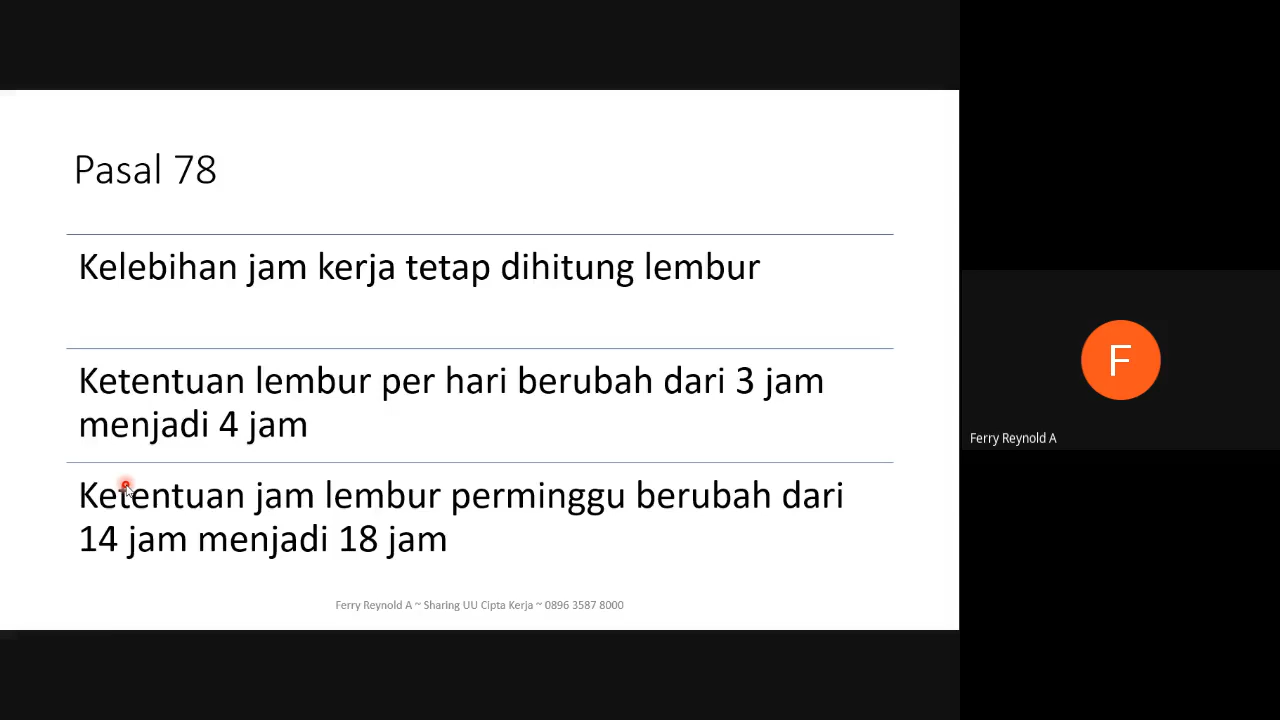 Pasal 78
Kelebihan jam kerja tetap dihitung lembur
Ketentuan lembur per hari berubah dari 3 jam
menjadi 4 jam
Ketentuan jam lembur perminggu berubah dari
14 jam menjadi 18 jam
Ferry Reynold A ~ Sharing UU Cipta Kerja ~ 0896 3587 8000
F
Ferry Reynold A